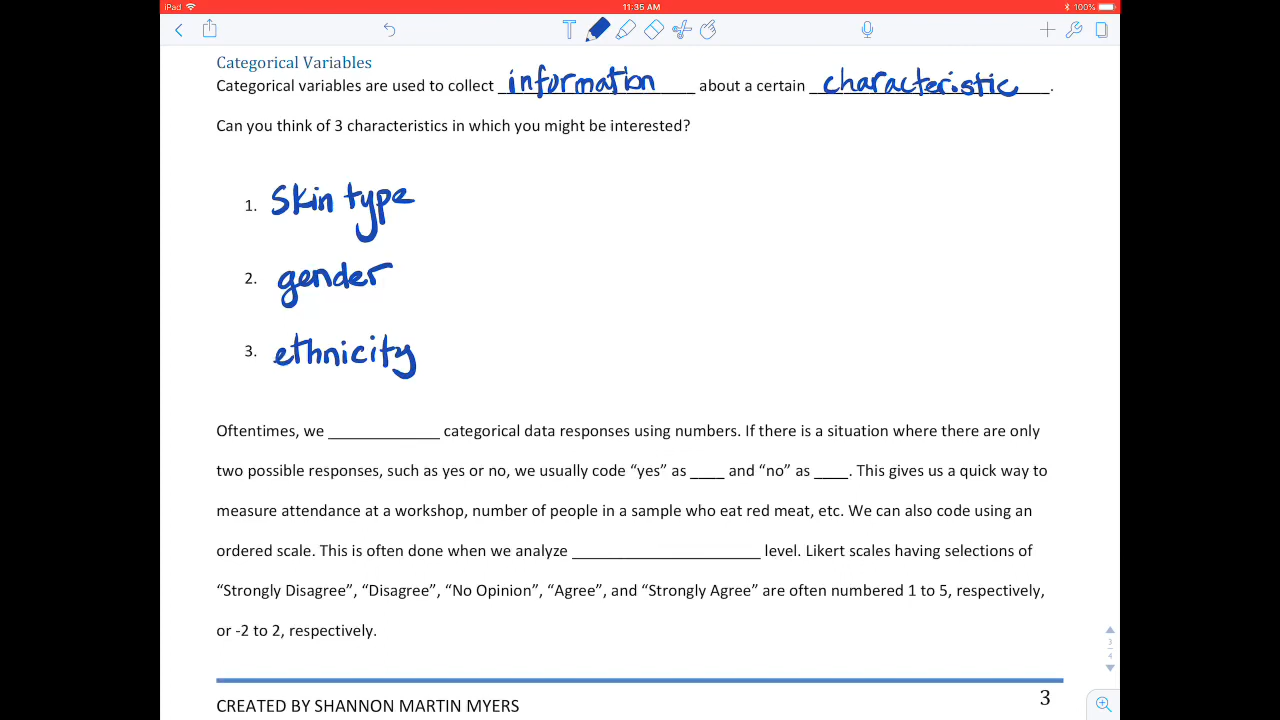 iPad 11:35 AM 100%
T
Categorical Variables
Categorical variables are used to collect information about a certain characteristic.
Can you think of 3 characteristics in which you might be interested?
1. Skin type
2. gender
3. ethnicity
Oftentimes, we _____________ categorical data responses using numbers. If there is a situation where there are only
two possible responses, such as yes or no, we usually code “yes” as ____ and “no” as ____. This gives us a quick way to
measure attendance at a workshop, number of people in a sample who eat red meat, etc. We can also code using an
ordered scale. This is often done when we analyze ______________________ level. Likert scales having selections of
“Strongly Disagree”, “Disagree”, “No Opinion”, “Agree”, and “Strongly Agree” are often numbered 1 to 5, respectively,
or -2 to 2, respectively.
3
4
CREATED BY SHANNON MARTIN MYERS 3